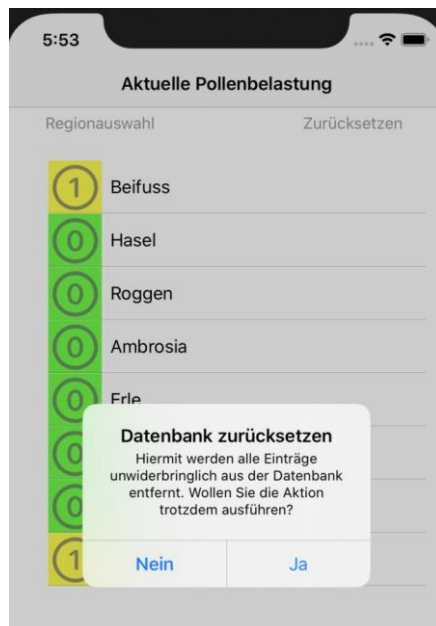 5:53
Aktuelle Pollenbelastung
Regionauswahl Zurücksetzen
1 Beifuss
0 Hasel
0 Roggen
0 Ambrosia
0 Erle
Datenbank zurücksetzen
0
Hiermit werden alle Einträge
unwiderbringlich aus der Datenbank
entfernt. Wollen Sie die Aktion
0
trotzdem ausführen?
1
Nein Ja